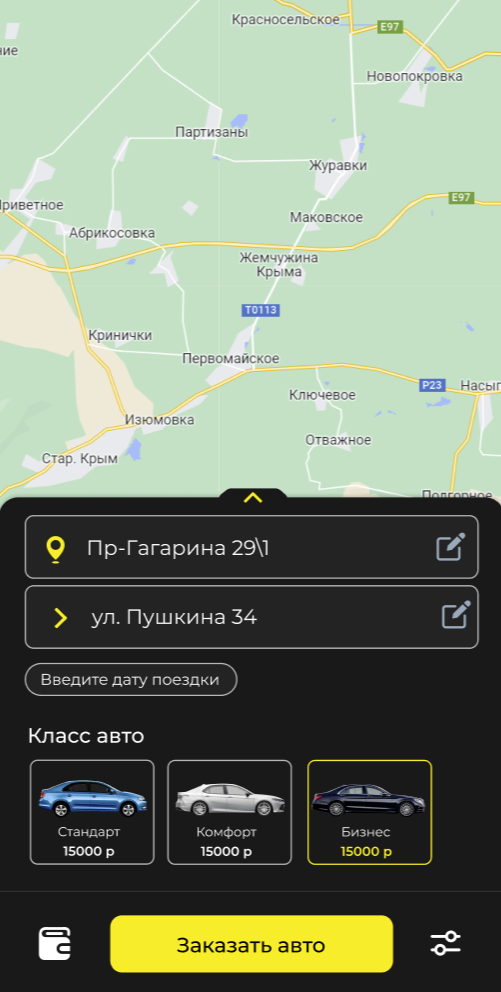 Красносельское
E97
ние
Новопокровка
Партизаны
Журавки
E97
Приветное
Маковское
Абрикосовка
Жемчужина
Крыма
T0113
Кринички
Первомайское
P23
Насып
Ключевое
Изюмовка
Отважное
Стар. Крым
Подгорное
Пр-Гагарина 29\1
ул. Пушкина 34
Введите дату поездки
Класс авто
Стандарт
15000 р
Комфорт
15000 р
Бизнес
15000 р
Заказать авто